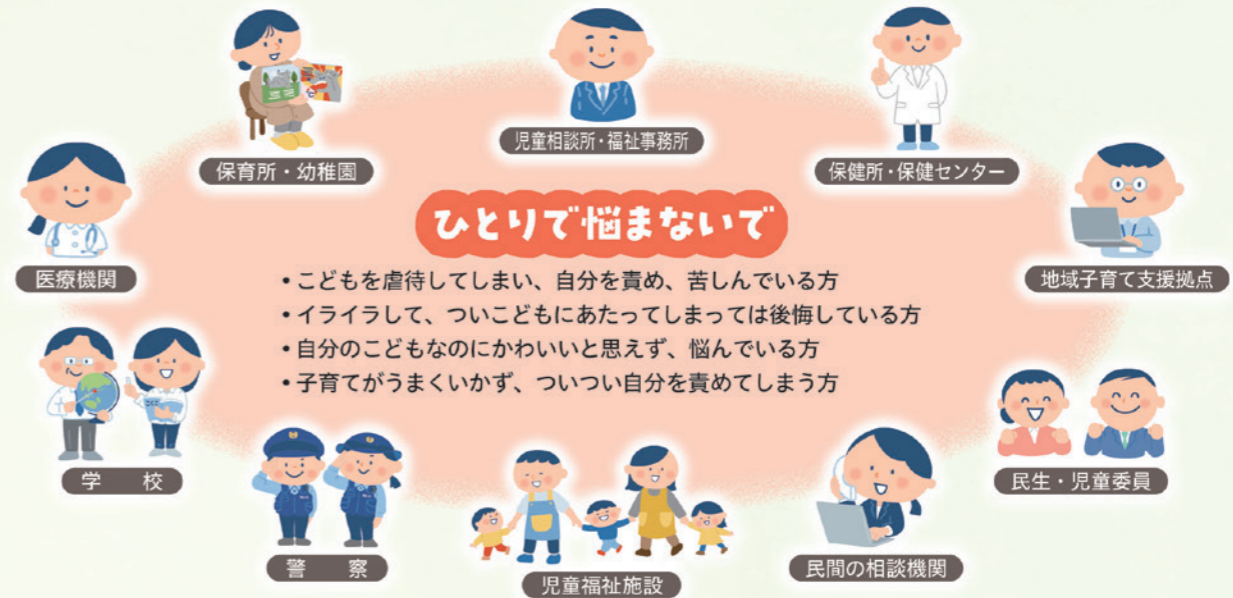 保育所・幼稚園
児童相談所・福祉事務所
保健所・保健センター
医療機関
地域子育て支援拠点
ひとりで悩まないで
• こどもを虐待してしまい、自分を責め、苦しんでいる方
• イライラして、ついこどもにあたってしまっては後悔している方
• 自分のこどもなのにかわいいと思えず、悩んでいる方
• 子育てがうまくいかず、ついつい自分を責めてしまう方
学　校
民生・児童委員
警　察
児童福祉施設
民間の相談機関